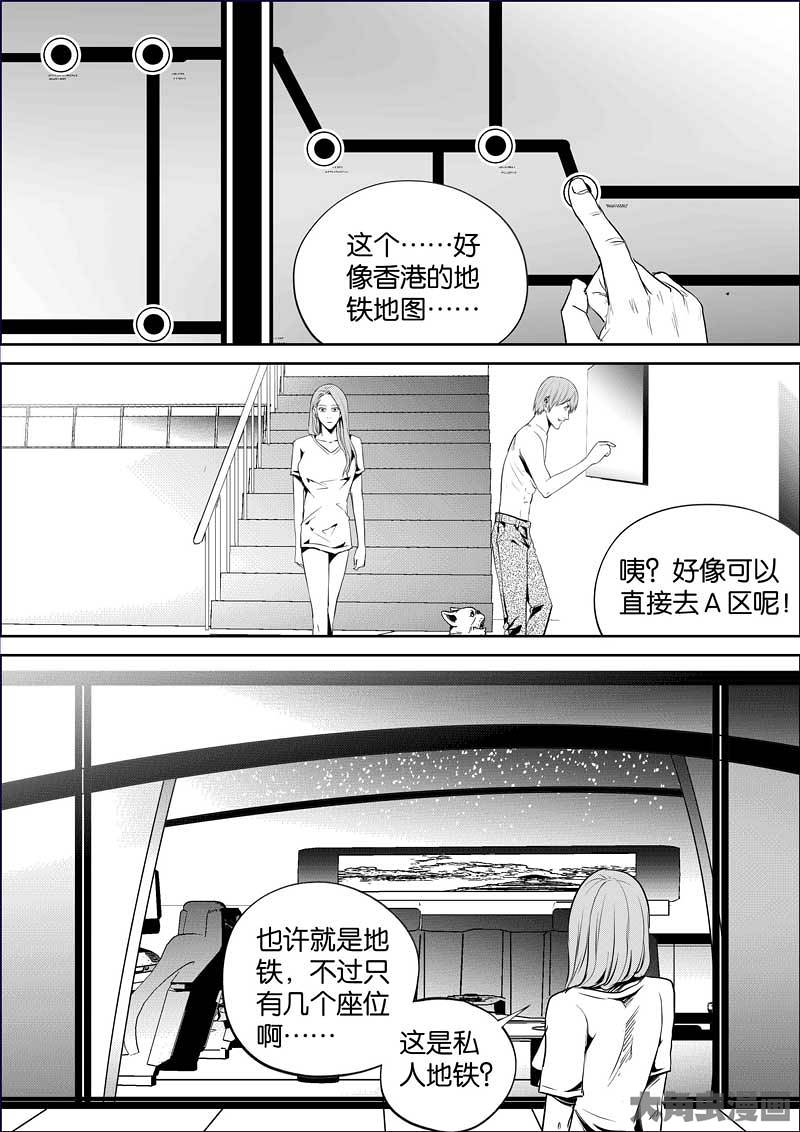 这个……好
像香港的地
铁地图……
咦？好像可以
直接去A区呢！
也许就是地
铁，不过只
有几个座位
啊……
这是私
人地铁？
大角虫漫画